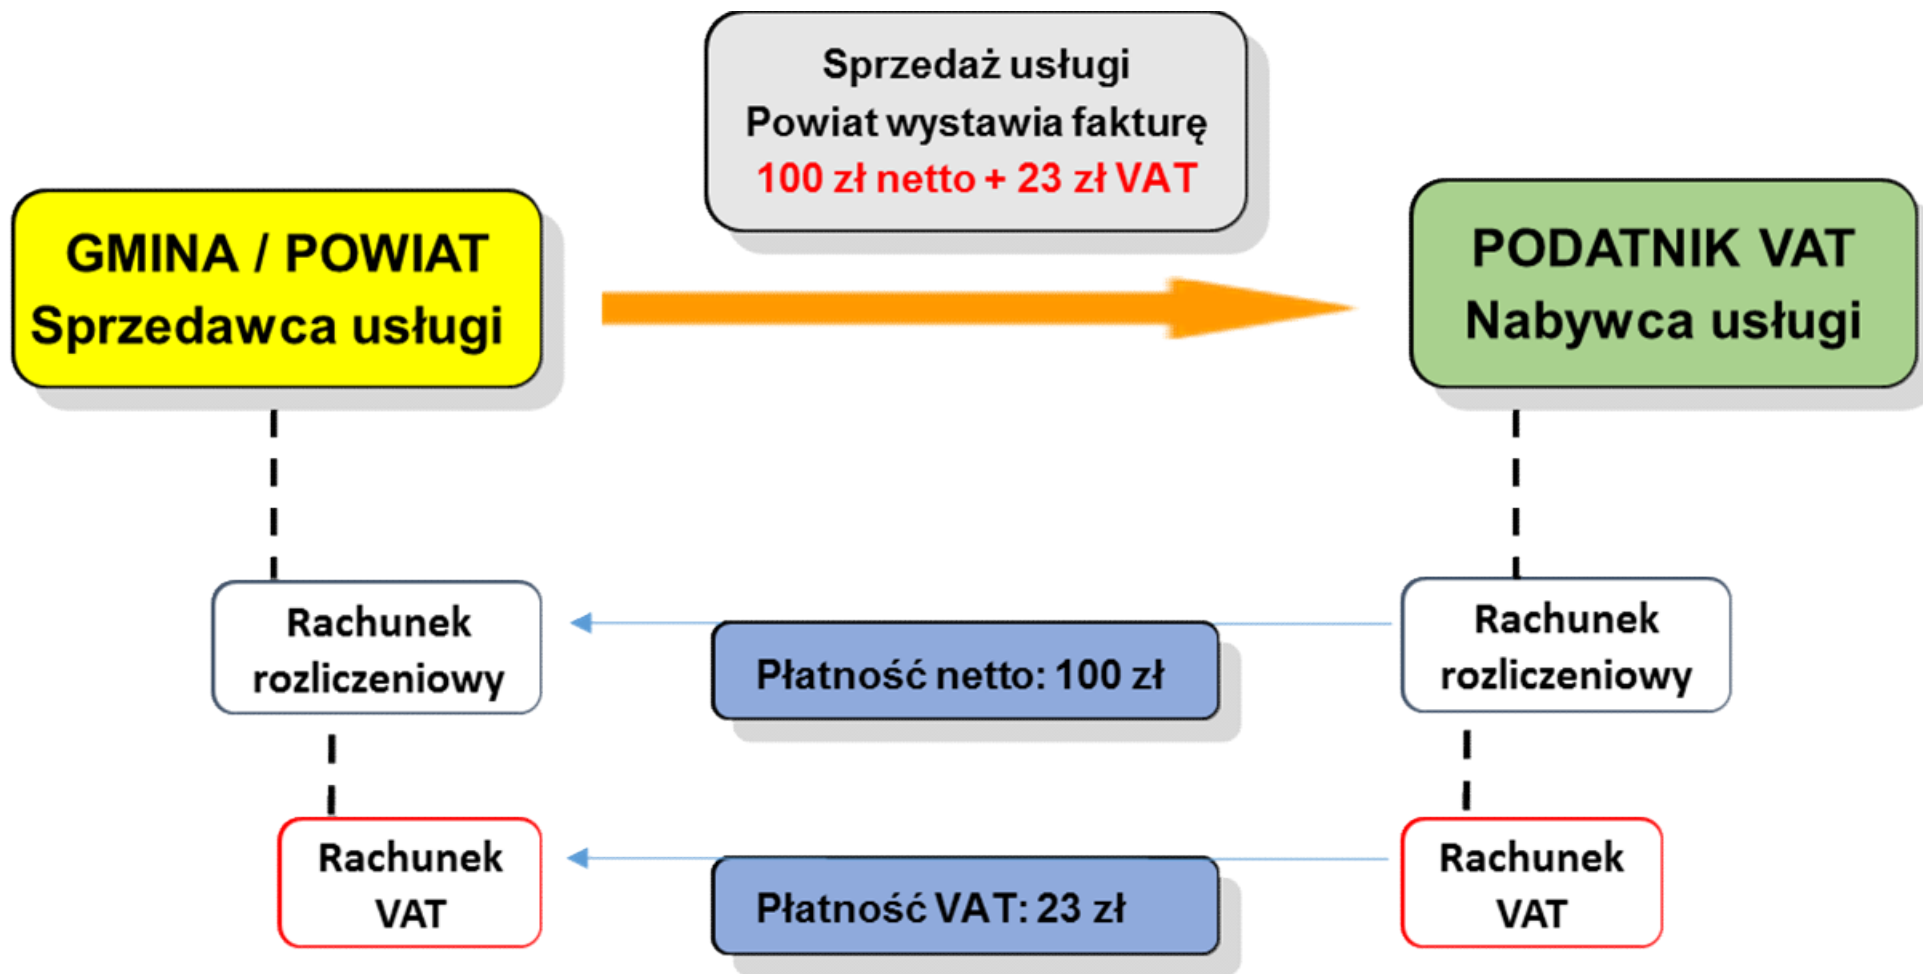 Sprzedaż usługi
Powiat wystawia fakturę
100 zł netto + 23 zł VAT
GMINA / POWIAT
Sprzedawca usługi
PODATNIK VAT
Nabywca usługi
Rachunek
rozliczeniowy
Płatność netto: 100 zł
Rachunek
rozliczeniowy
Rachunek
VAT
Płatność VAT: 23 zł
Rachunek
VAT